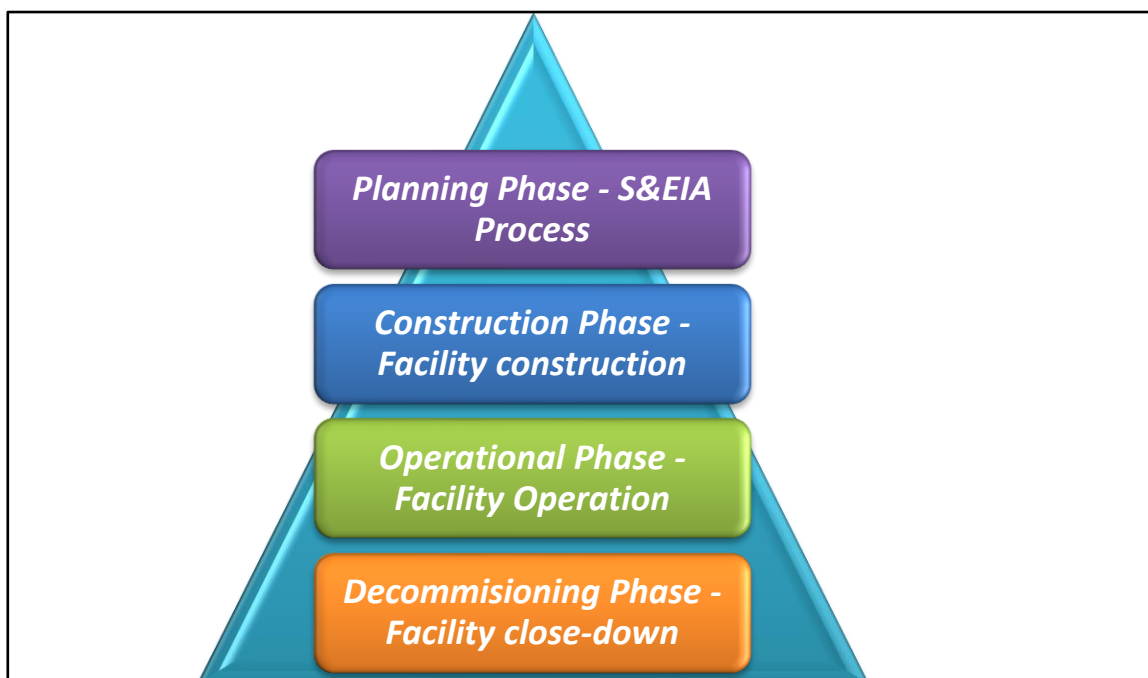 Planning Phase - S&EIA
Process
Construction Phase -
Facility construction
Operational Phase -
Facility Operation
Decommisioning Phase -
Facility close-down